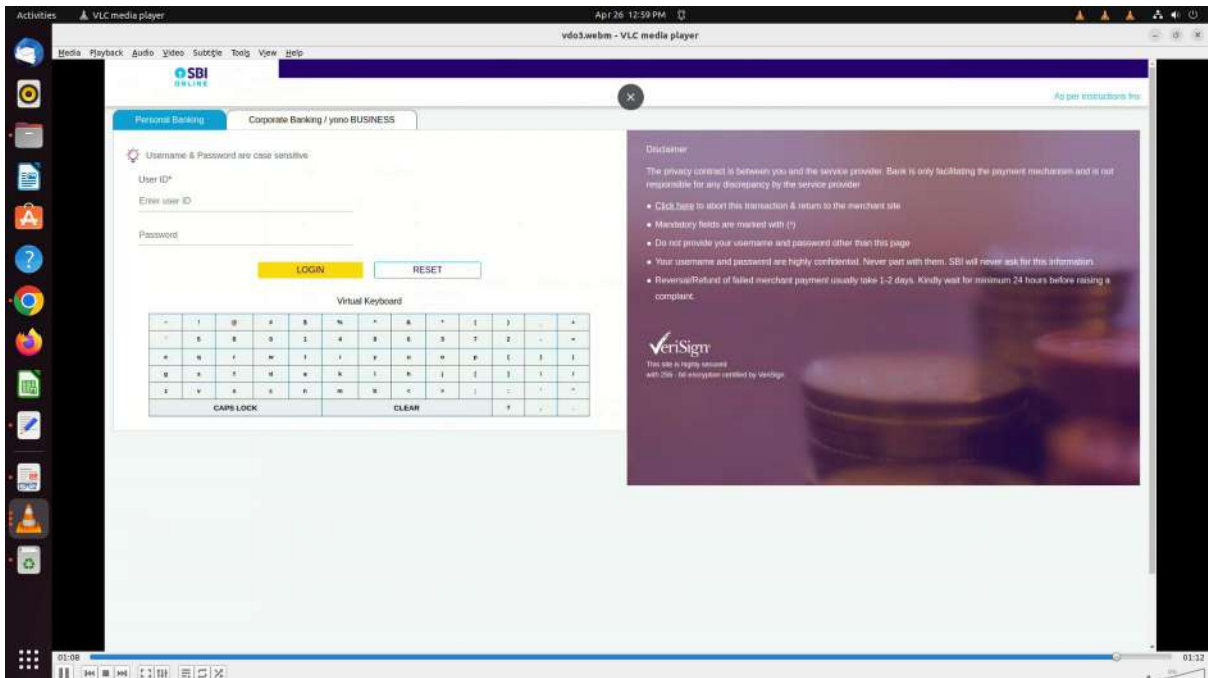 Activities VLC media player Apr 26 12:59 PM
vdo3.webm - VLC media player
Media Playback Audio Video Subtitle Tools View Help
SBI
ONLINE
As per instructions fro
Personal Banking Corporate Banking / yono BUSINESS
Username & Password are case sensitive
User ID*
Enter user ID
Password
LOGIN RESET
Virtual Keyboard
CAPS LOCK CLEAR
Disclaimer
The privacy contract is between you and the service provider. Bank is only facilitating the payment mechanism and is not
responsible for any discrepancy by the service provider
Click here to abort this transaction & return to the merchant site
Mandatory fields are marked with (*)
Do not provide your username and password other than this page
Your username and password are highly confidential. Never part with them. SBI will never ask for this information.
Reversal/Refund of failed merchant payment usually take 1-2 days. Kindly wait for minimum 24 hours before raising a
complaint.
VeriSign
This site is highly secured
with 256 - bit encryption certified by VeriSign
01:08 01:12